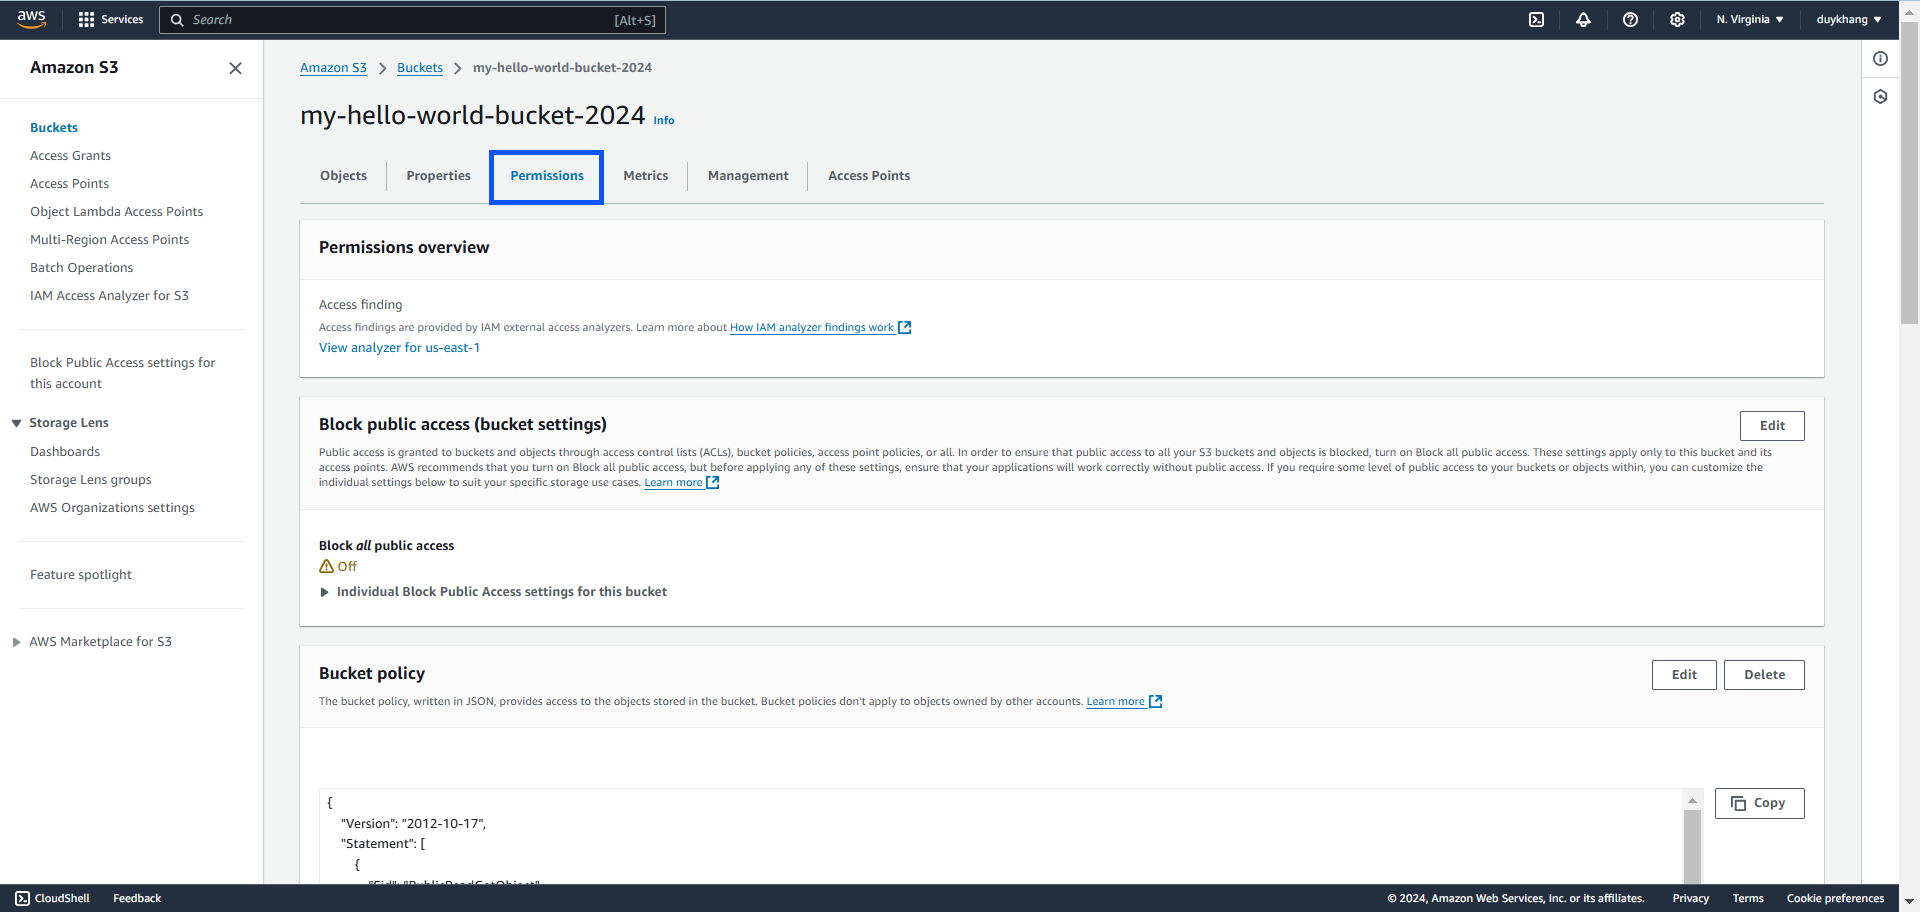 aws
Services
Search
[Alt+S]
N. Virginia
duykhang
Amazon S3
Buckets
Access Grants
Access Points
Object Lambda Access Points
Multi-Region Access Points
Batch Operations
IAM Access Analyzer for S3
Block Public Access settings for
this account
Storage Lens
Dashboards
Storage Lens groups
AWS Organizations settings
Feature spotlight
AWS Marketplace for S3
Amazon S3 > Buckets > my-hello-world-bucket-2024
my-hello-world-bucket-2024 Info
Objects
Properties
Permissions
Metrics
Management
Access Points
Permissions overview
Access finding
Access findings are provided by IAM external access analyzers. Learn more about How IAM analyzer findings work
View analyzer for us-east-1
Block public access (bucket settings)
Edit
Public access is granted to buckets and objects through access control lists (ACLs), bucket policies, access point policies, or all. In order to ensure that public access to all your S3 buckets and objects is blocked, turn on Block all public access. These settings apply only to this bucket and its
access points. AWS recommends that you turn on Block all public access, but before applying any of these settings, ensure that your applications will work correctly without public access. If you require some level of public access to your buckets or objects within, you can customize the
individual settings below to suit your specific storage use cases. Learn more
Block all public access
Off
Individual Block Public Access settings for this bucket
Bucket policy
Edit
Delete
The bucket policy, written in JSON, provides access to the objects stored in the bucket. Bucket policies don't apply to objects owned by other accounts. Learn more
Copy
{
"Version": "2012-10-17",
"Statement": [
{
"Sid": "PublicReadGetObject",
CloudShell
Feedback
© 2024, Amazon Web Services, Inc. or its affiliates.
Privacy
Terms
Cookie preferences